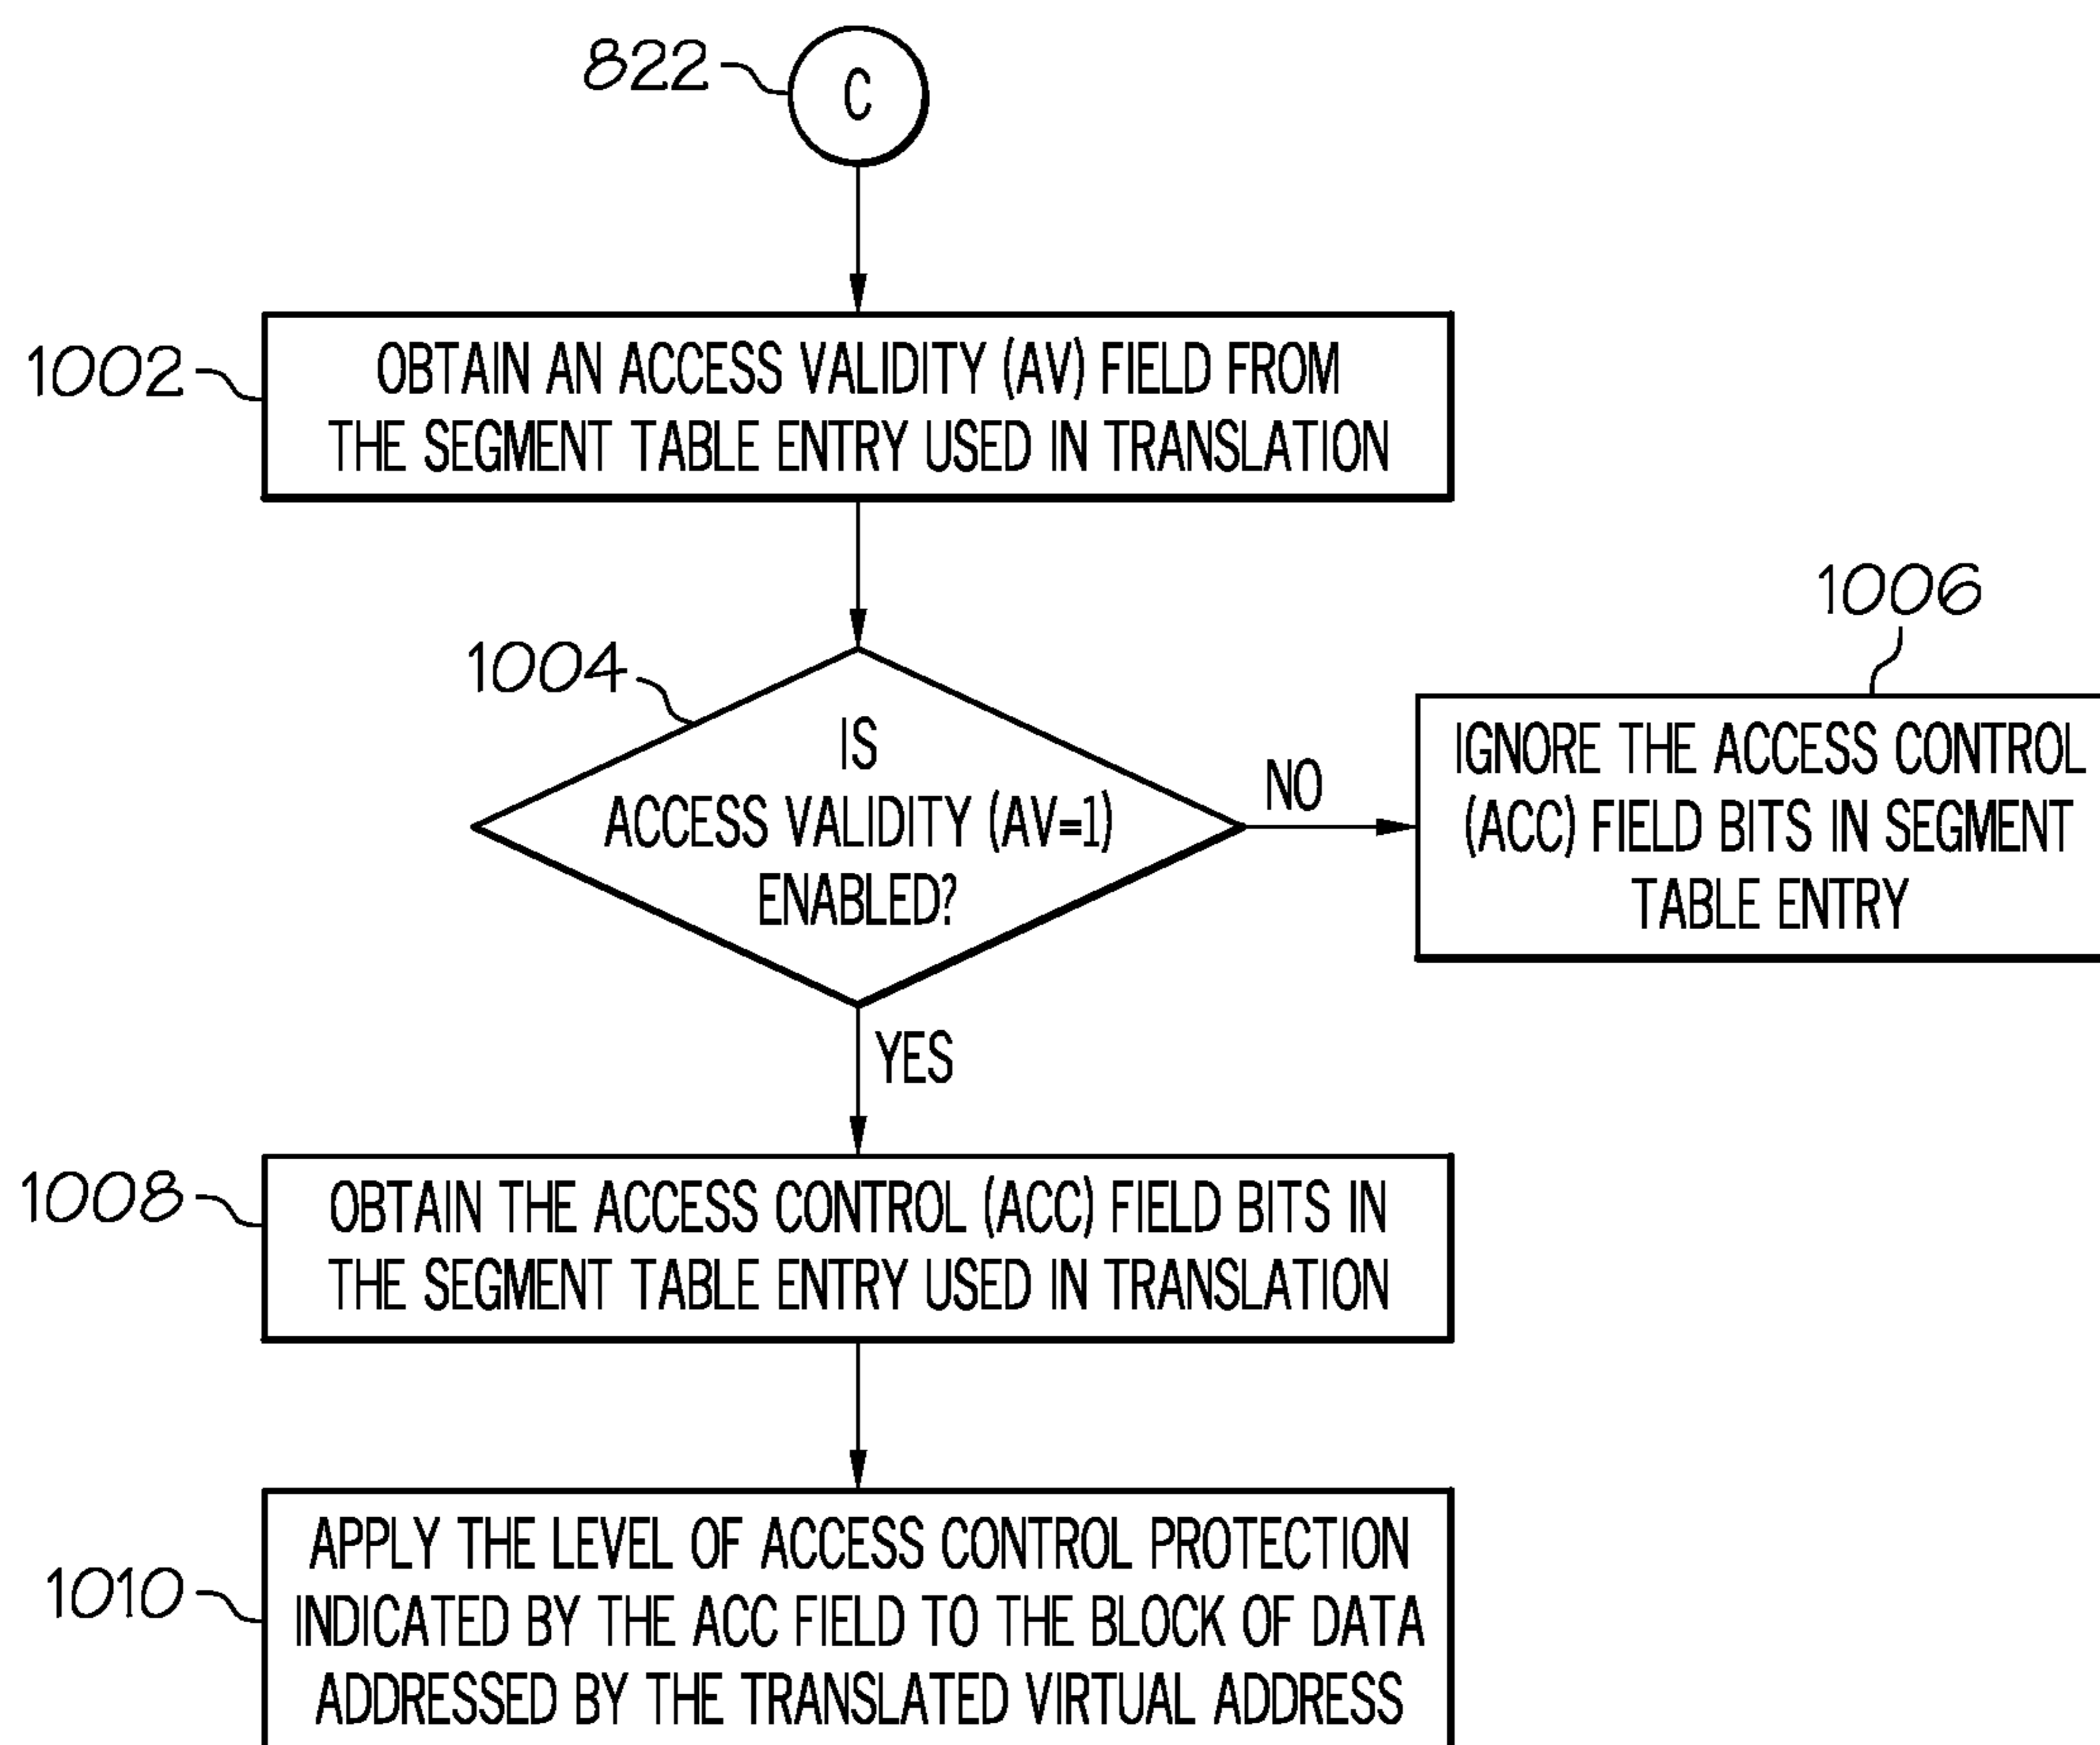 822
C
1002
OBTAIN AN ACCESS VALIDITY (AV) FIELD FROM
THE SEGMENT TABLE ENTRY USED IN TRANSLATION
1004
IS
ACCESS VALIDITY (AV=1)
ENABLED?
NO
1006
IGNORE THE ACCESS CONTROL
(ACC) FIELD BITS IN SEGMENT
TABLE ENTRY
YES
1008
OBTAIN THE ACCESS CONTROL (ACC) FIELD BITS IN
THE SEGMENT TABLE ENTRY USED IN TRANSLATION
1010
APPLY THE LEVEL OF ACCESS CONTROL PROTECTION
INDICATED BY THE ACC FIELD TO THE BLOCK OF DATA
ADDRESSED BY THE TRANSLATED VIRTUAL ADDRESS